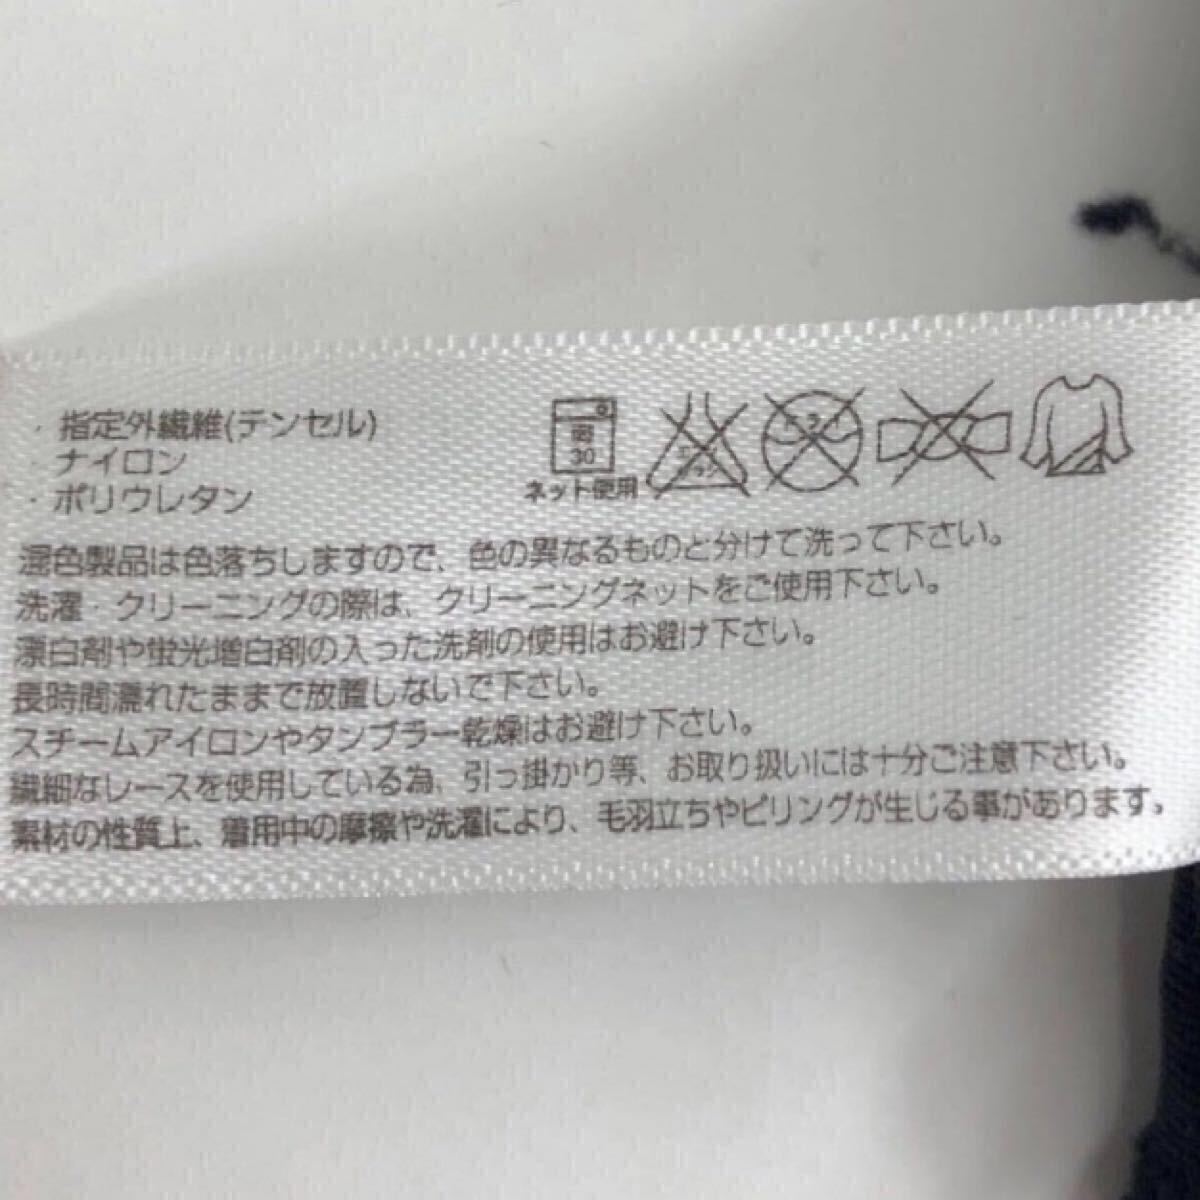 ・指定外繊維(テンセル)
・ナイロン
・ポリウレタン
30
ネット使用
エンソ
サラシ
ドライ
混色製品は色落ちしますので、色の異なるものと分けて洗って下さい。
洗濯・クリーニングの際は、クリーニングネットをご使用下さい。
漂白剤や蛍光増白剤の入った洗剤の使用はお避け下さい。
長時間濡れたままで放置しないで下さい。
スチームアイロンやタンブラー乾燥はお避け下さい。
繊細なレースを使用している為、引っ掛かり等、お取り扱いには十分ご注意下さい。
素材の性質上、着用中の摩擦や洗濯により、毛羽立ちやピリングが生じる事があります。